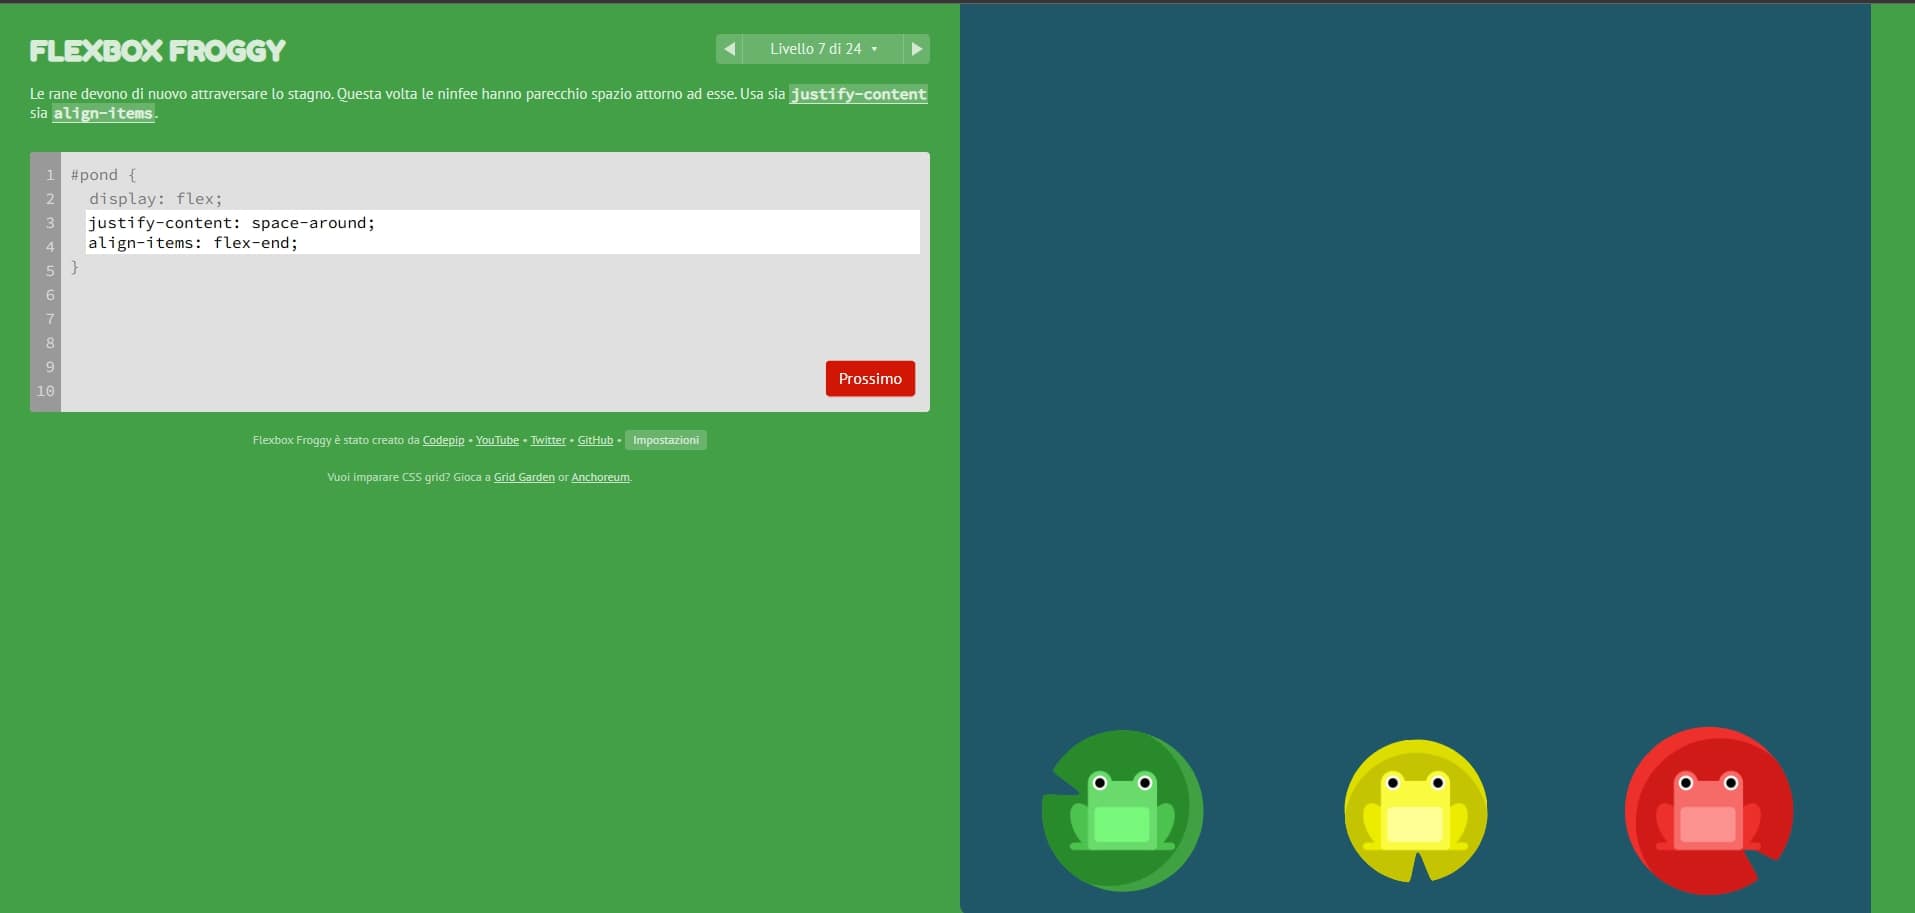 FLEXBOX FROGGY
Livello 7 di 24
Le rane devono di nuovo attraversare lo stagno. Questa volta le ninfee hanno parecchio spazio attorno ad esse. Usa sia justify-content
sia align-items.
1 #pond {
2 display: flex;
3 justify-content: space-around;
4 align-items: flex-end;
5 }
6
7
8
9
10
Prossimo
Flexbox Froggy è stato creato da Codepip • YouTube • Twitter • GitHub • Impostazioni
Vuoi imparare CSS grid? Gioca a Grid Garden or Anchoreum.